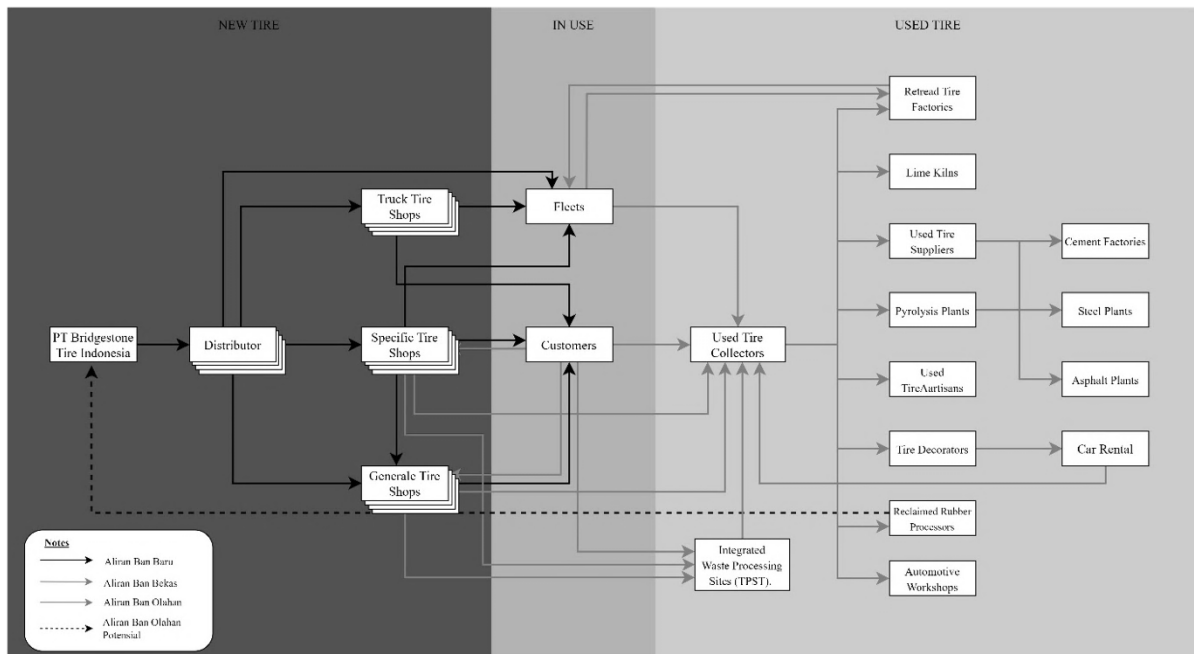 NEW TIRE
IN USE
USED TIRE
Retread Tire
Factories
Lime Kilns
Truck Tire
Shops
Fleets
Used Tire
Suppliers
Cement Factories
PT Bridgestone
Tire Indonesia
Distributor
Specific Tire
Shops
Customers
Used Tire
Collectors
Pyrolysis Plants
Steel Plants
Used
TireAartisans
Asphalt Plants
Tire Decorators
Car Rental
Generale Tire
Shops
Reclaimed Rubber
Processors
Integrated
Waste Processing
Sites (TPST).
Automotive
Workshops
Notes
Aliran Ban Baru
Aliran Ban Bekas
Aliran Ban Olahan
Aliran Ban Olahan
Potensial